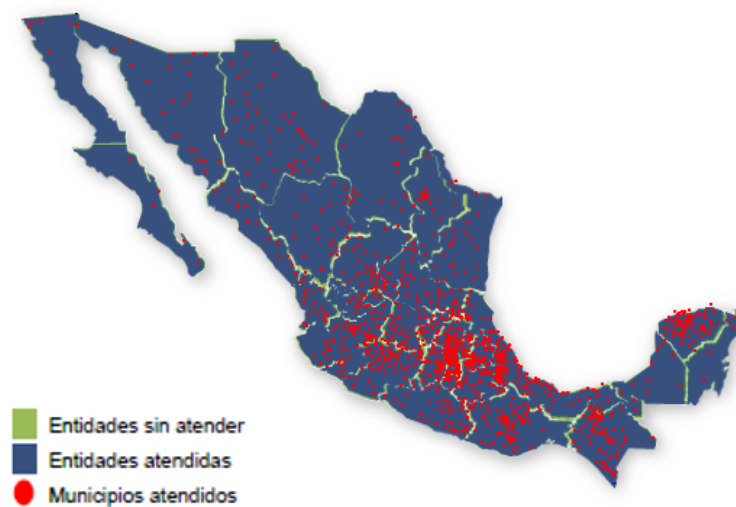 Entidades sin atender
Entidades atendidas
Municipios atendidos